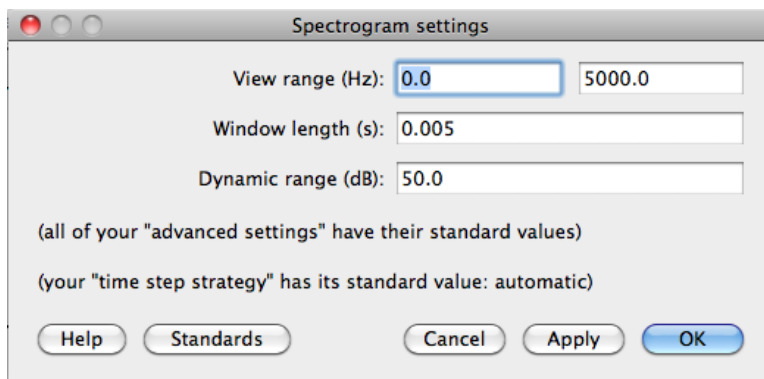 Spectrogram settings
View range (Hz): 0.0 5000.0
Window length (s): 0.005
Dynamic range (dB): 50.0
(all of your "advanced settings" have their standard values)
(your "time step strategy" has its standard value: automatic)
Help Standards Cancel Apply OK